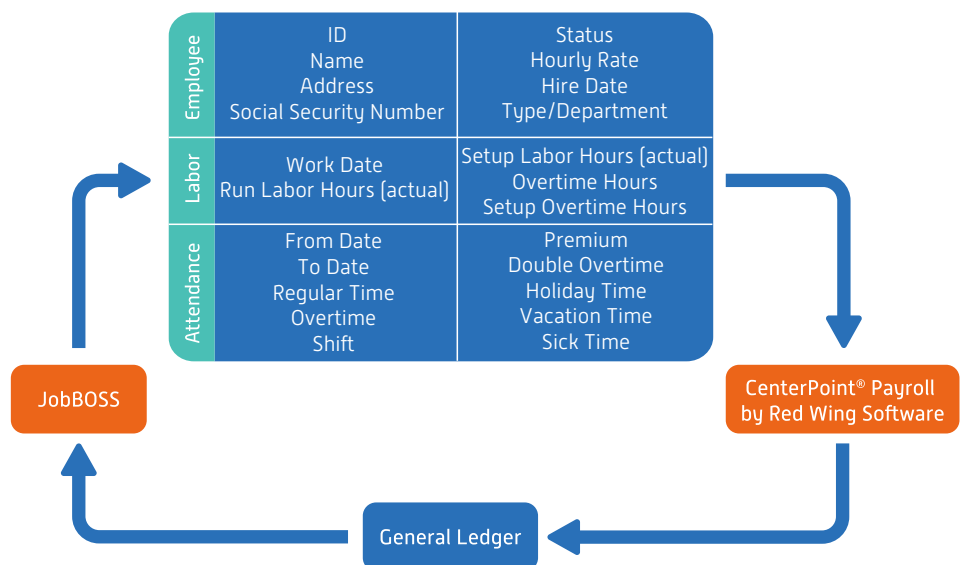 Employee
ID
Name
Address
Social Security Number
Status
Hourly Rate
Hire Date
Type/Department
Labor
Work Date
Run Labor Hours (actual)
Setup Labor Hours (actual)
Overtime Hours
Setup Overtime Hours
Attendance
From Date
To Date
Regular Time
Overtime
Shift
Premium
Double Overtime
Holiday Time
Vacation Time
Sick Time
JobBOSS
CenterPoint® Payroll
by Red Wing Software
General Ledger